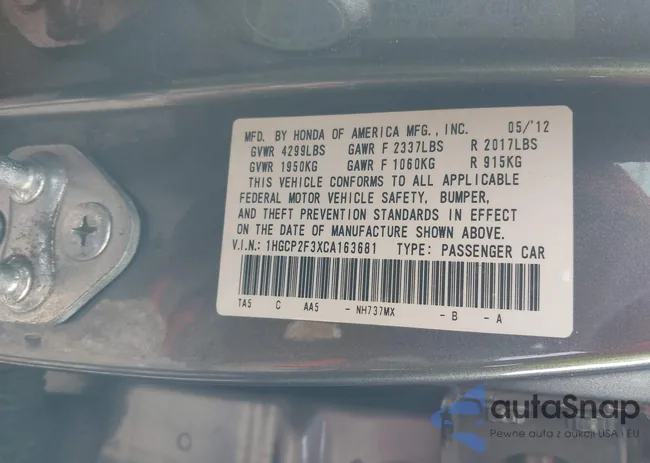 MFD. BY HONDA OF AMERICA MFG., INC. 05/'12
GVWR 4299LBS GAWR F 2337LBS R 2017LBS
GVWR 1950KG GAWR F 1060KG R 915KG
THIS VEHICLE CONFORMS TO ALL APPLICABLE
FEDERAL MOTOR VEHICLE SAFETY, BUMPER,
AND THEFT PREVENTION STANDARDS IN EFFECT
ON THE DATE OF MANUFACTURE SHOWN ABOVE.
V.I.N.: 1HGCP2F3XCA163681 TYPE: PASSENGER CAR
TA5 C AA5 - NH737MX - B - A
autoSnap
Pewne auta z aukcji USA i EU